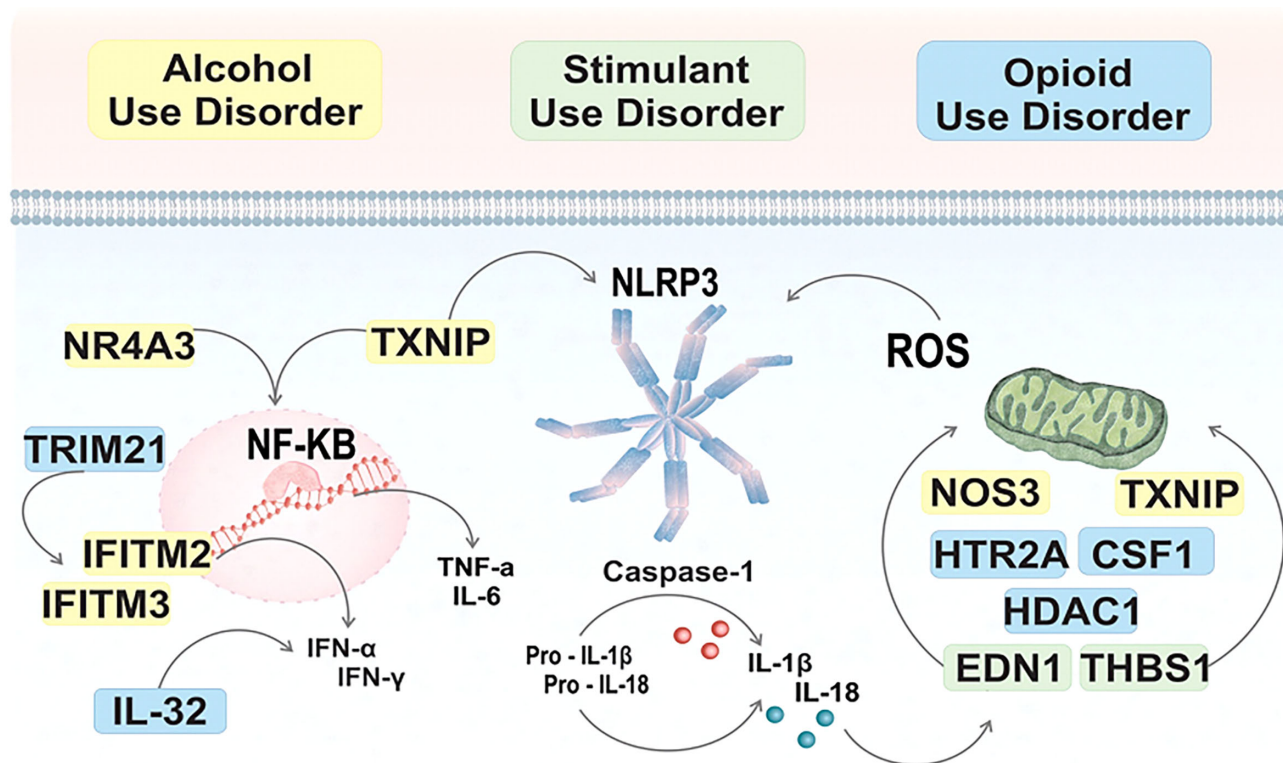 Alcohol
Use Disorder
Stimulant
Use Disorder
Opioid
Use Disorder
NLRP3
NR4A3
TXNIP
ROS
TRIM21
NF-KB
NOS3
TXNIP
IFITM2
HTR2A
CSF1
TNF-a
IL-6
Caspase-1
IFITM3
HDAC1
IFN-α
IFN-γ
Pro - IL-1β
Pro - IL-18
IL-1β
IL-18
EDN1
THBS1
IL-32